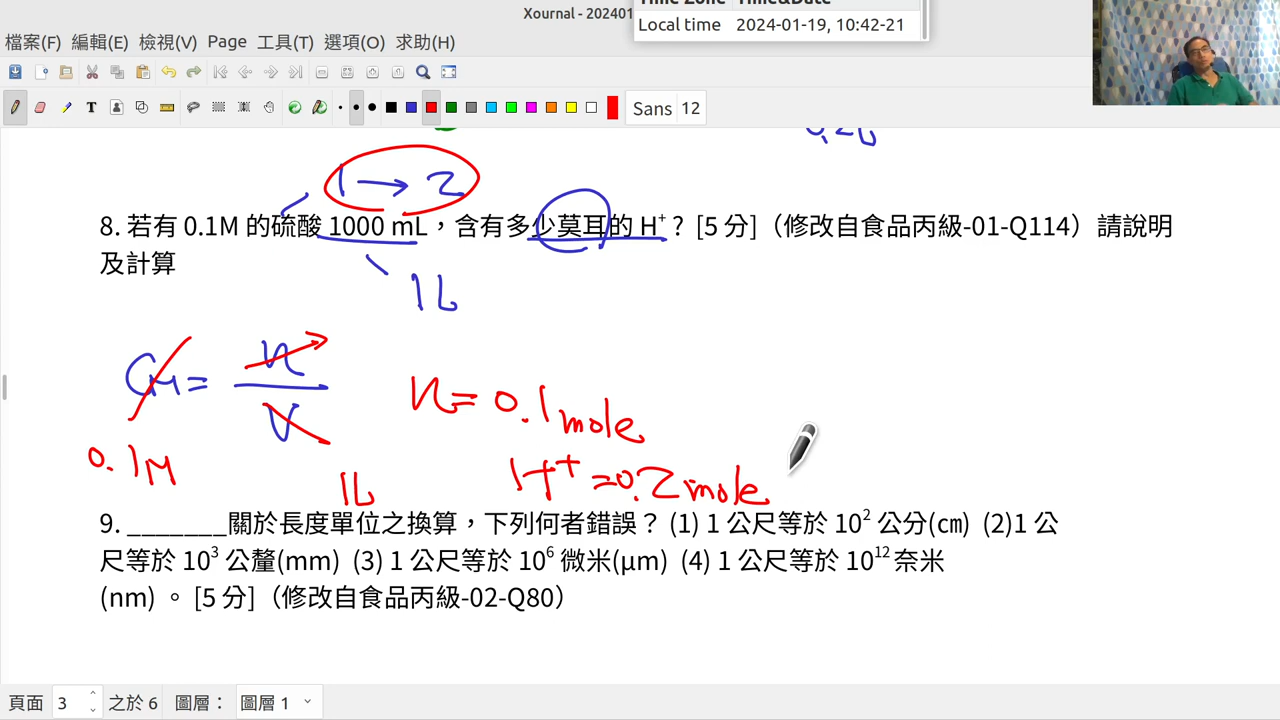 Time Zone Time&Date
Xournal - 202401
Local time 2024-01-19, 10:42-21
檔案(F) 編輯(E) 檢視(V) Page 工具(T) 選項(O) 求助(H)
Sans 12
1 → 2
8. 若有 0.1M 的硫酸 1000 mL，含有多少莫耳的 H⁺？ [5 分]（修改自食品丙級-01-Q114）請說明
及計算
1L
CM = n/V
n = 0.1 mole
0.1M
1L
H⁺ = 0.2 mole
9. _______關於長度單位之換算，下列何者錯誤？ (1) 1 公尺等於 10² 公分(㎝) (2)1 公
尺等於 10³ 公釐(mm) (3) 1 公尺等於 10⁶ 微米(μm) (4) 1 公尺等於 10¹² 奈米
(nm) 。 [5 分]（修改自食品丙級-02-Q80）
頁面 3 之於 6 圖層： 圖層 1